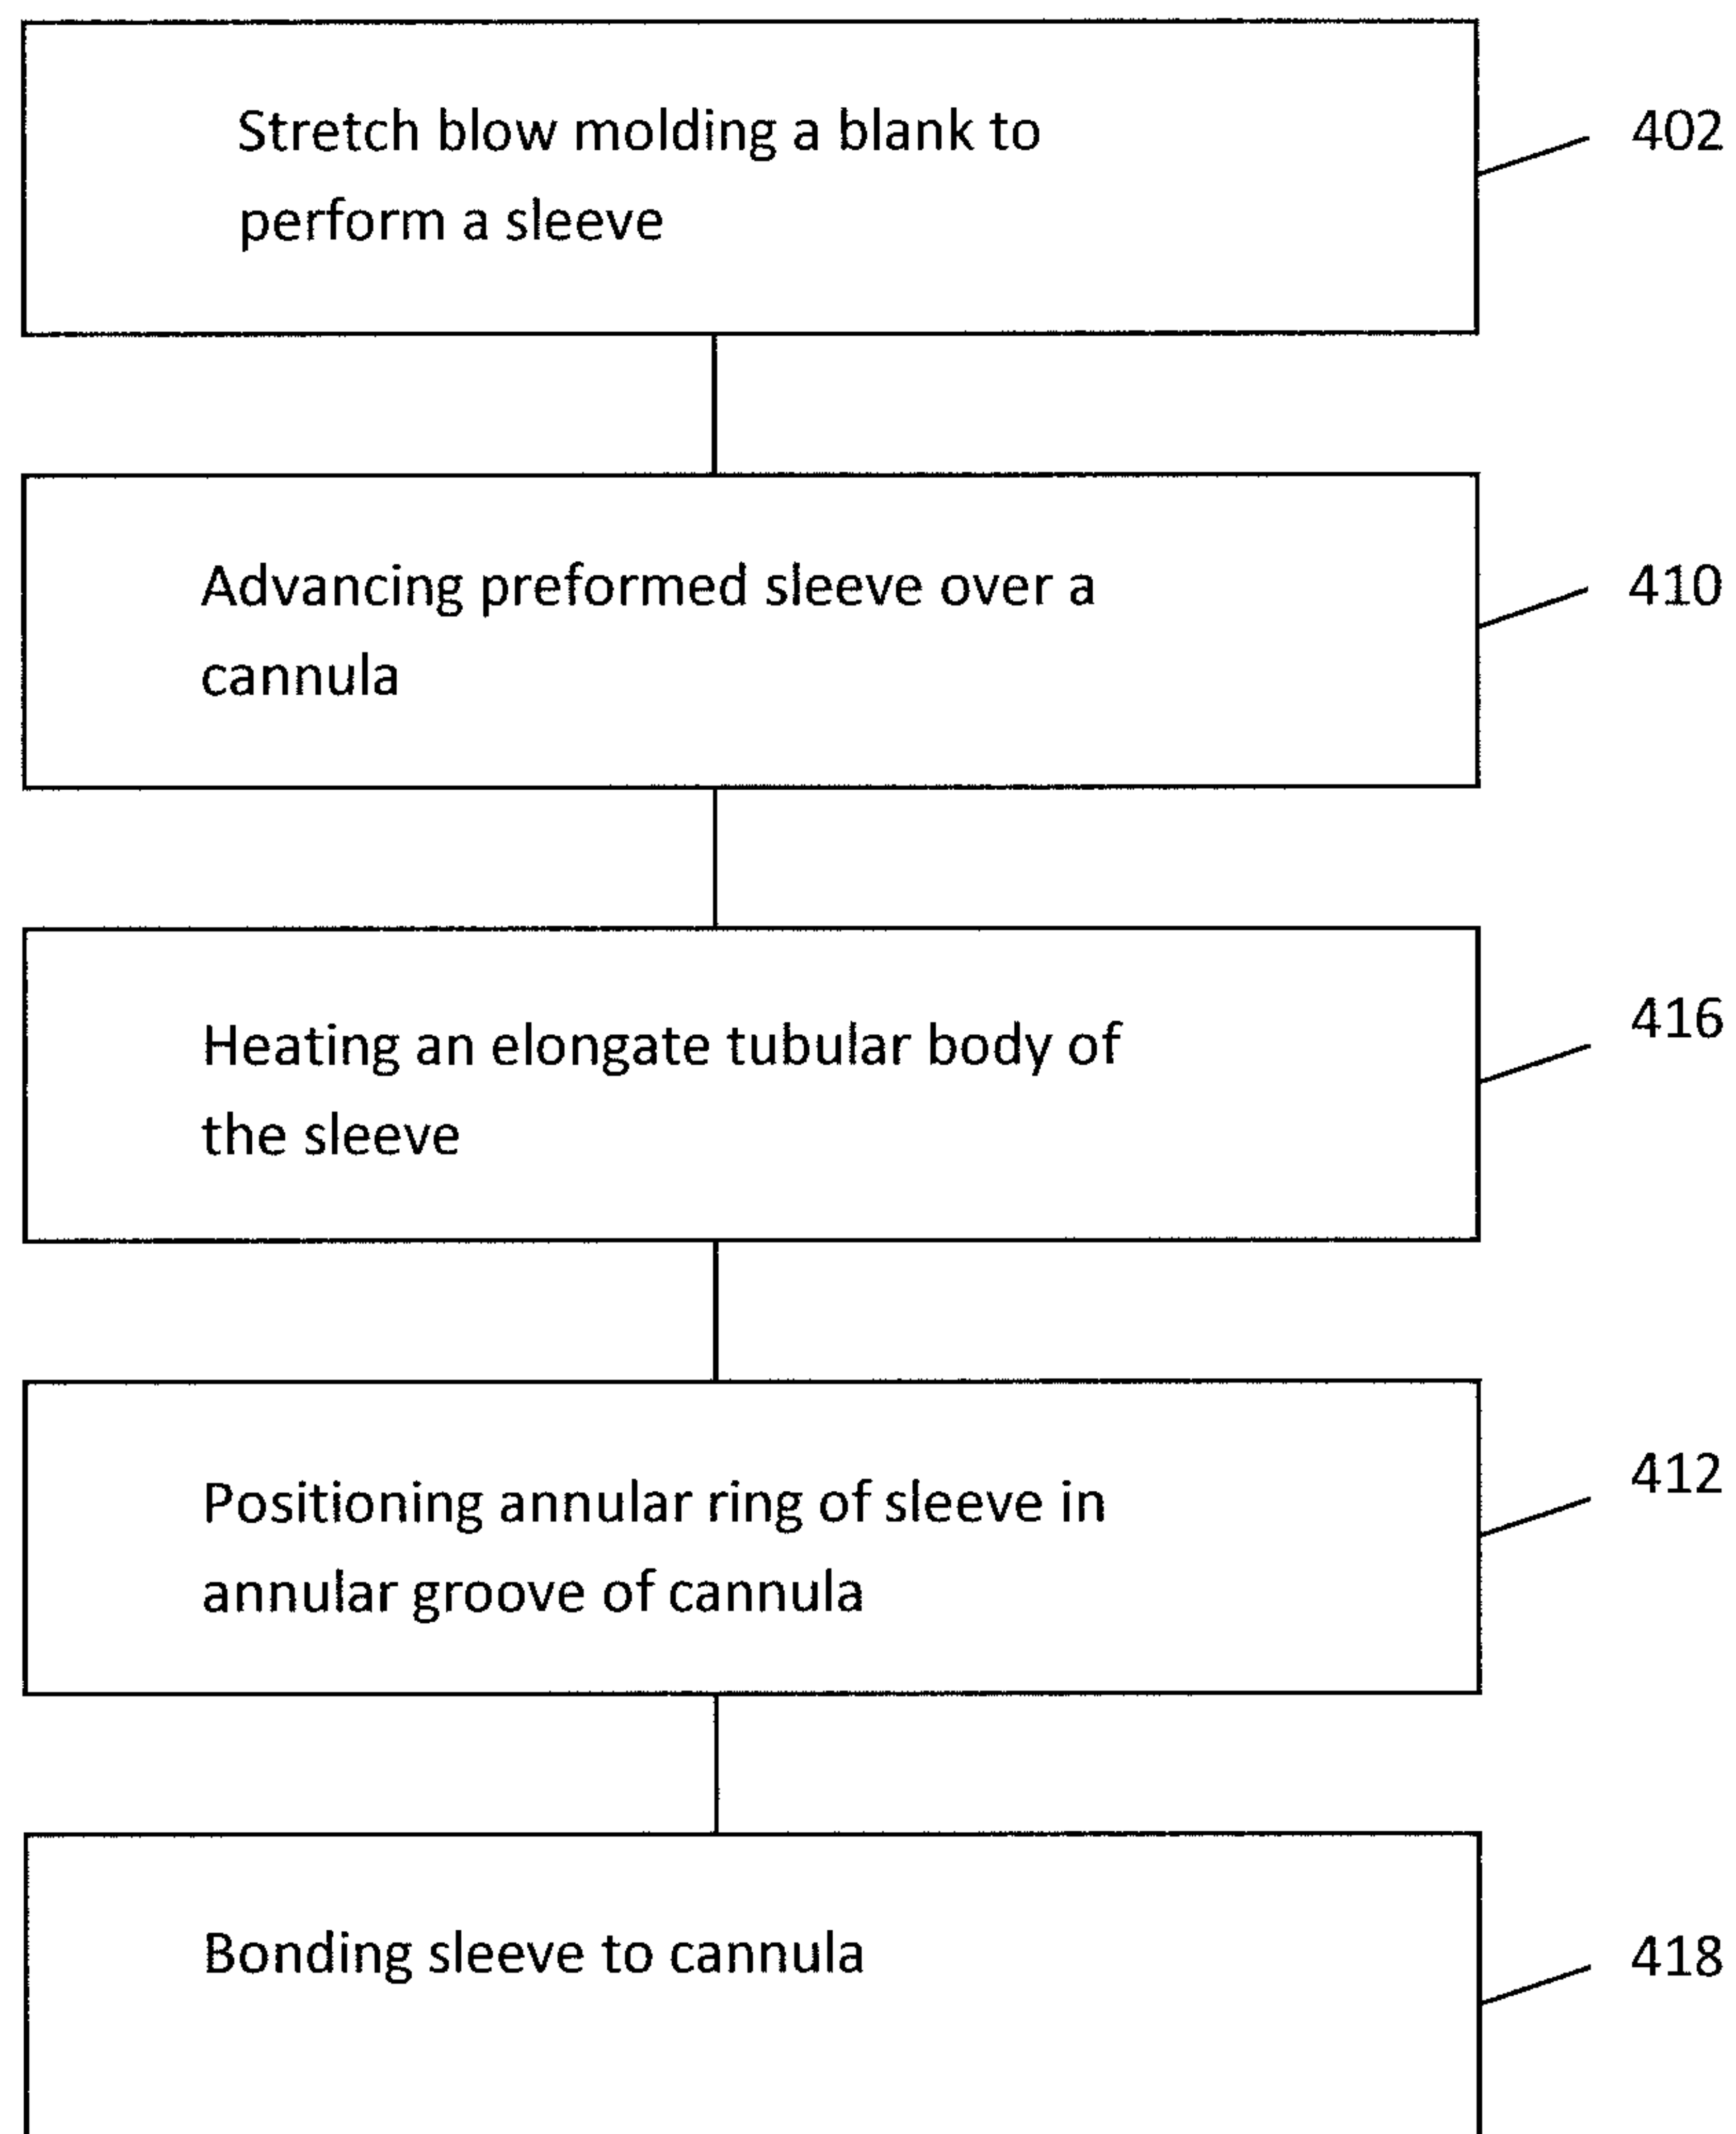 Stretch blow molding a blank to
perform a sleeve
402
Advancing preformed sleeve over a
cannula
410
Heating an elongate tubular body of
the sleeve
416
Positioning annular ring of sleeve in
annular groove of cannula
412
Bonding sleeve to cannula
418